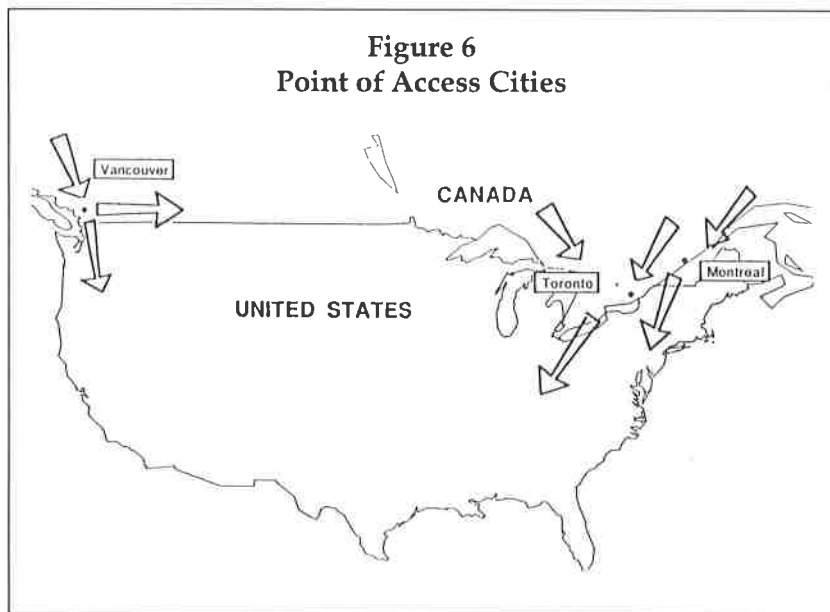 Figure 6
Point of Access Cities
Vancouver
CANADA
Toronto
Montreal
UNITED STATES